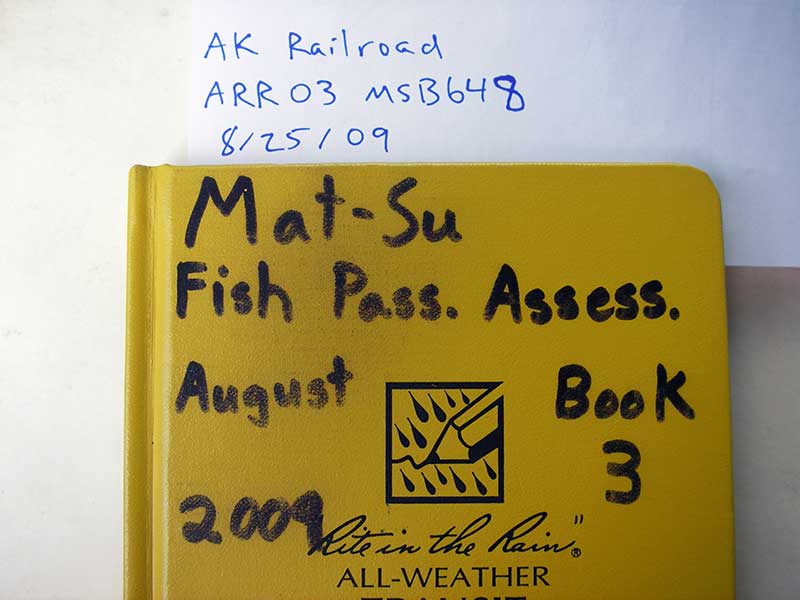 AK Railroad
ARR03 MSB648
8/25/09
Mat-Su
Fish Pass. Assess.
August Book
3
2009
Rite in the Rain®
ALL-WEATHER
TRANSIT